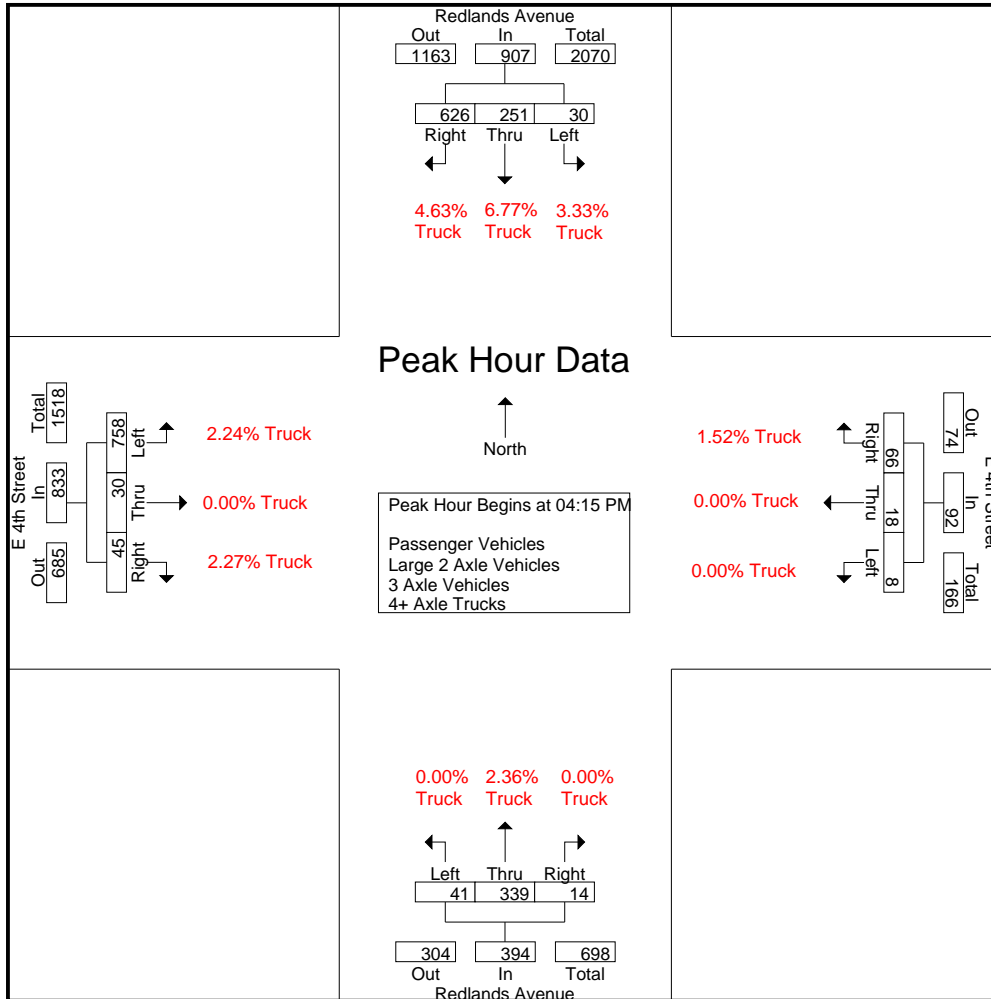 Redlands Avenue
Out In Total
1163 907 2070
626 251 30
Right Thru Left
4.63% 6.77% 3.33%
Truck Truck Truck
Peak Hour Data
North
Peak Hour Begins at 04:15 PM
Passenger Vehicles
Large 2 Axle Vehicles
3 Axle Vehicles
4+ Axle Trucks
E 4th Street
Total In Out
1518 833 685
758 30 45
Left Thru Right
2.24% Truck
0.00% Truck
2.27% Truck
1.52% Truck
0.00% Truck
0.00% Truck
Right Thru Left
66 18 8
Out In Total
74 92 166
E 4th Street
0.00% 2.36% 0.00%
Truck Truck Truck
Left Thru Right
41 339 14
304 394 698
Out In Total
Redlands Avenue